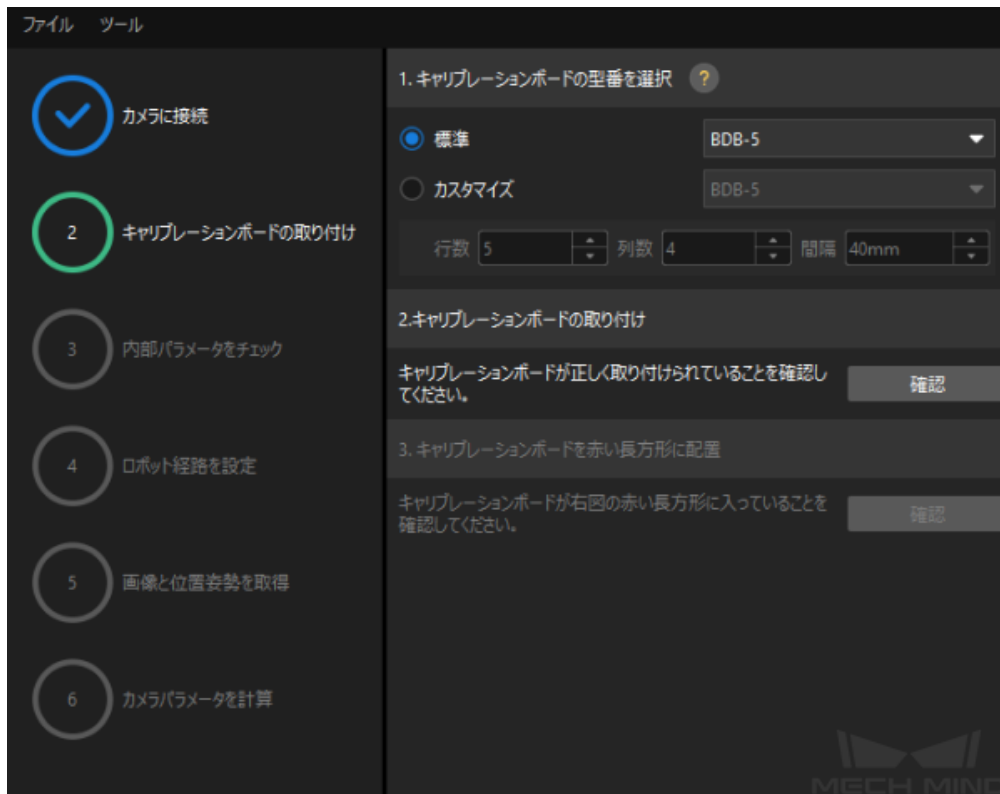 ファイル ツール
カメラに接続
2 キャリブレーションボードの取り付け
3 内部パラメータをチェック
4 ロボット経路を設定
5 画像と位置姿勢を取得
6 カメラパラメータを計算
1. キャリブレーションボードの型番を選択 ?
標準 BDB-5
カスタマイズ BDB-5
行数 5 列数 4 間隔 40mm
2.キャリブレーションボードの取り付け
キャリブレーションボードが正しく取り付けられていることを確認し
てください。
確認
3. キャリブレーションボードを赤い長方形に配置
キャリブレーションボードが右図の赤い長方形に入っていることを
確認してください。
確認
MECH MIND